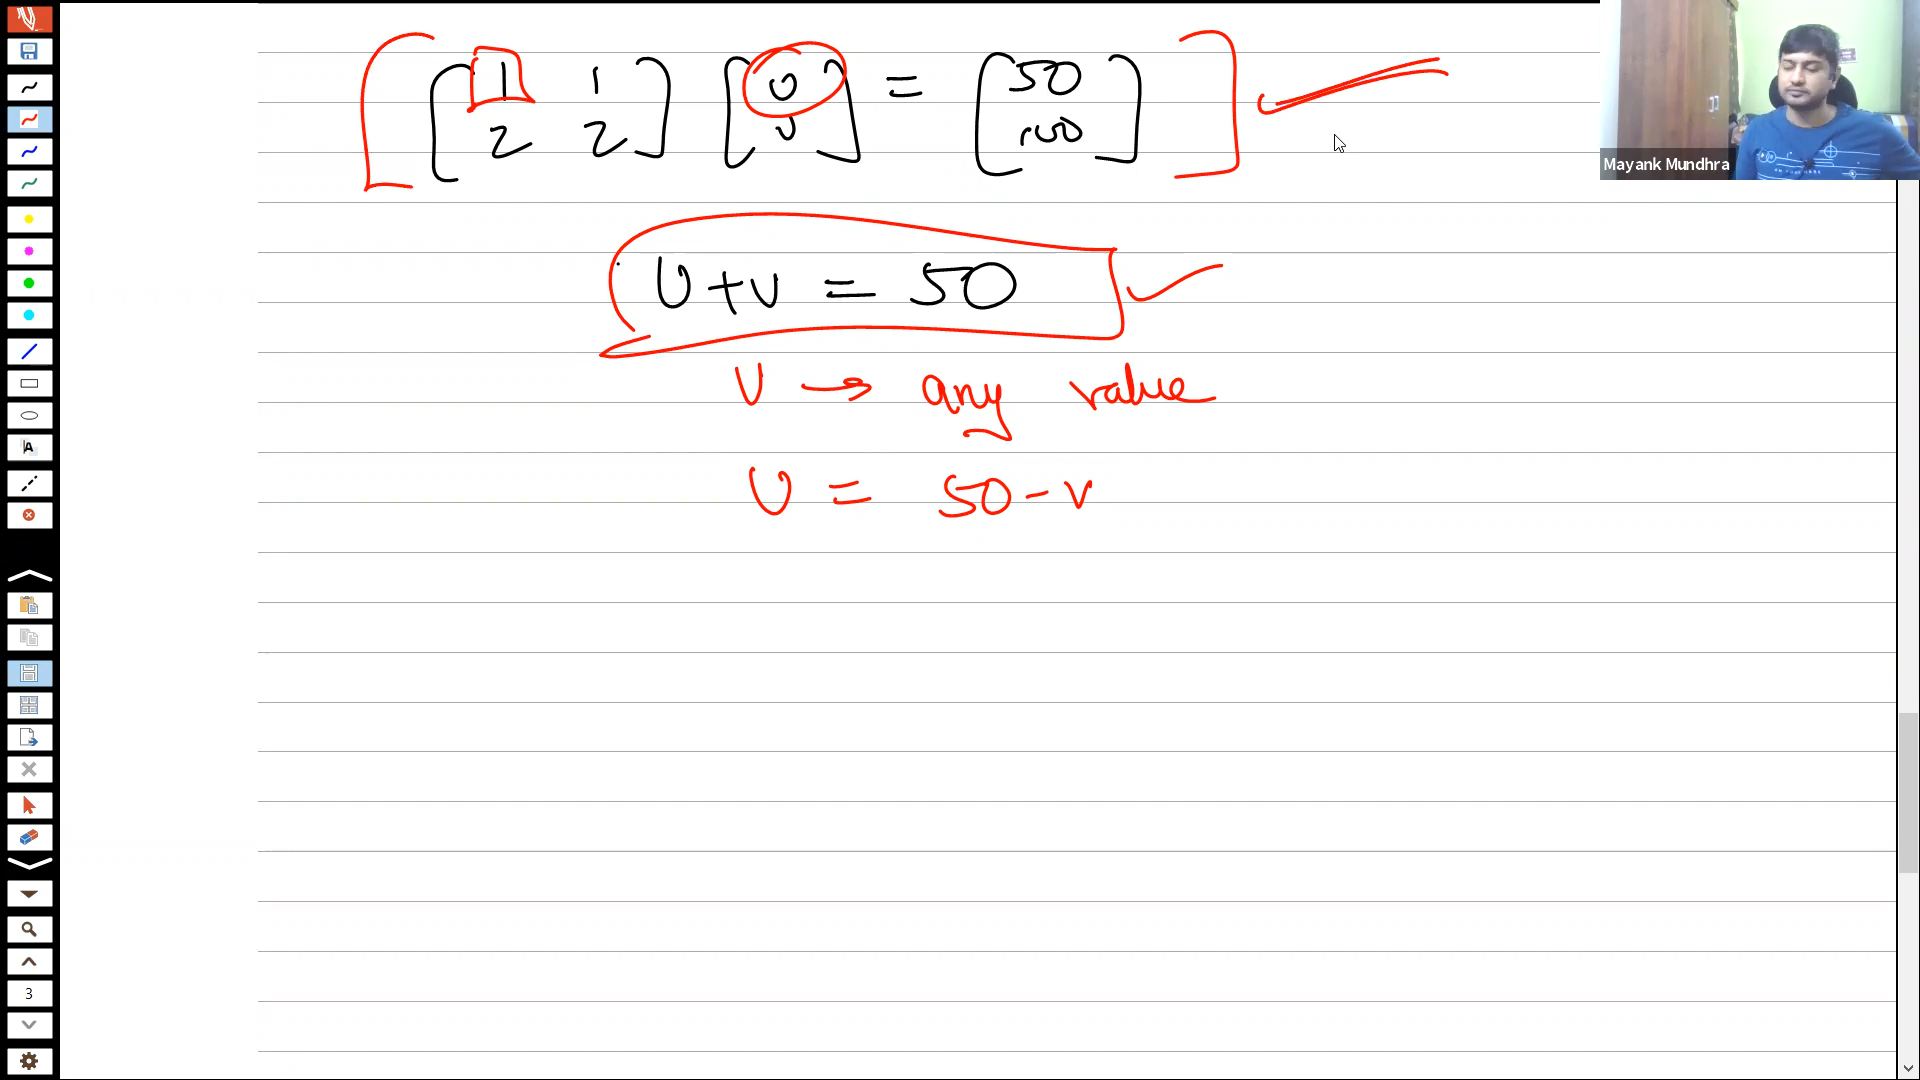 [ [ 1 1 ] [ U ] = [ 50 ] ]
[ 2 2 ] [ v ] [ 100 ]
Mayank Mundhra
U+v = 50
V → any value
U = 50-v
3